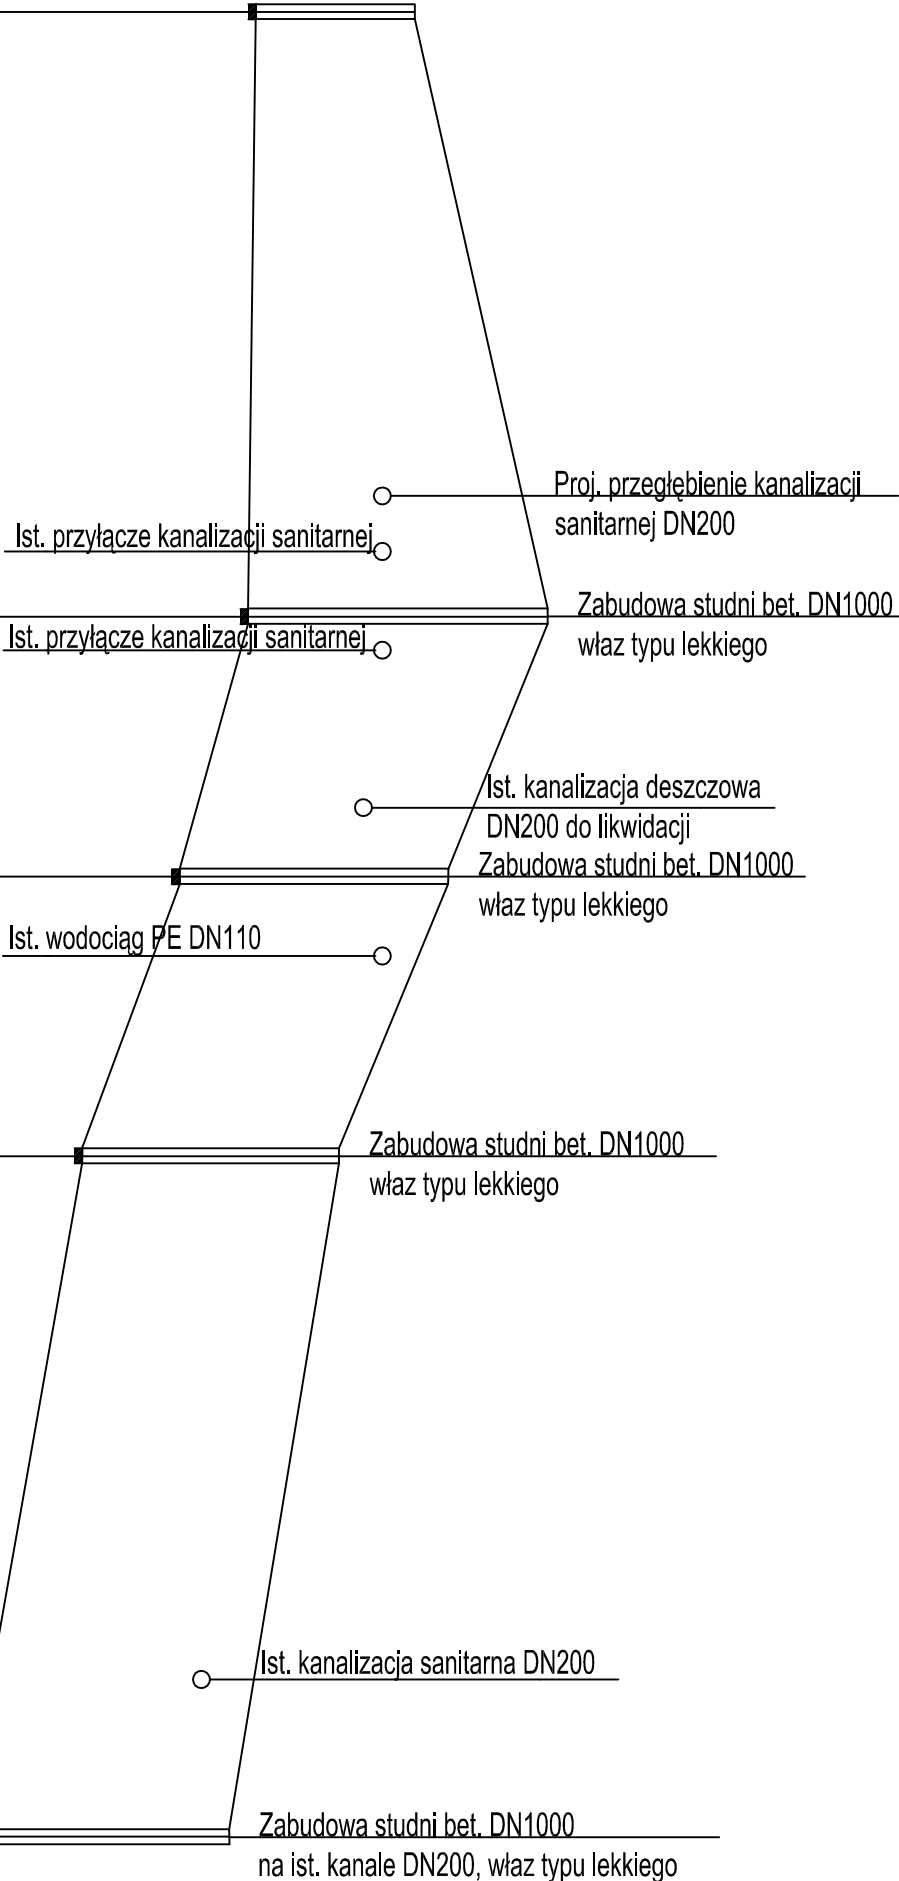 Proj. przegłębienie kanalizacji
sanitarnej DN200
Ist. przyłącze kanalizacji sanitarnej
Zabudowa studni bet. DN1000
właz typu lekkiego
Ist. przyłącze kanalizacji sanitarnej
Ist. kanalizacja deszczowa
DN200 do likwidacji
Zabudowa studni bet. DN1000
właz typu lekkiego
Ist. wodociąg PE DN110
Zabudowa studni bet. DN1000
właz typu lekkiego
Ist. kanalizacja sanitarna DN200
Zabudowa studni bet. DN1000
na ist. kanale DN200, właz typu lekkiego